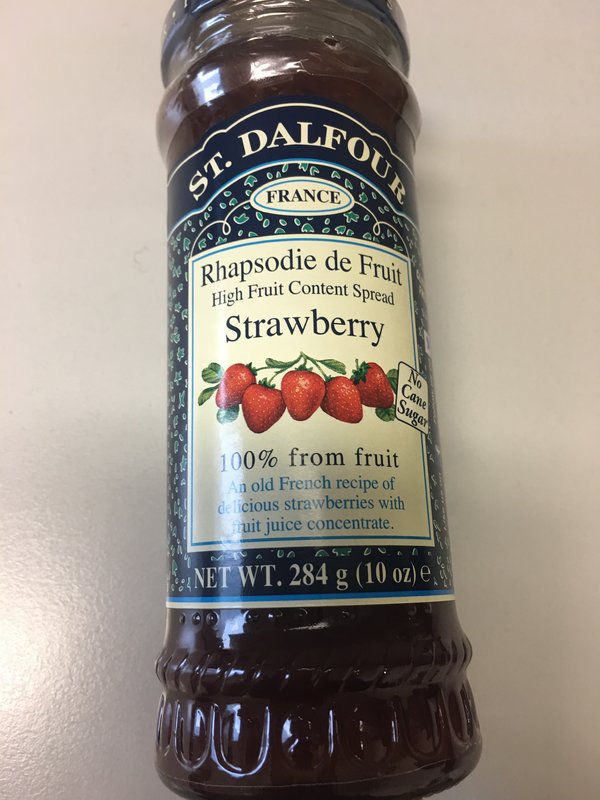 ST. DALFOUR
FRANCE
Rhapsodie de Fruit
High Fruit Content Spread
Strawberry
No
Cane
Sugar
100% from fruit
An old French recipe of
delicious strawberries with
fruit juice concentrate.
NET WT. 284 g (10 oz) e